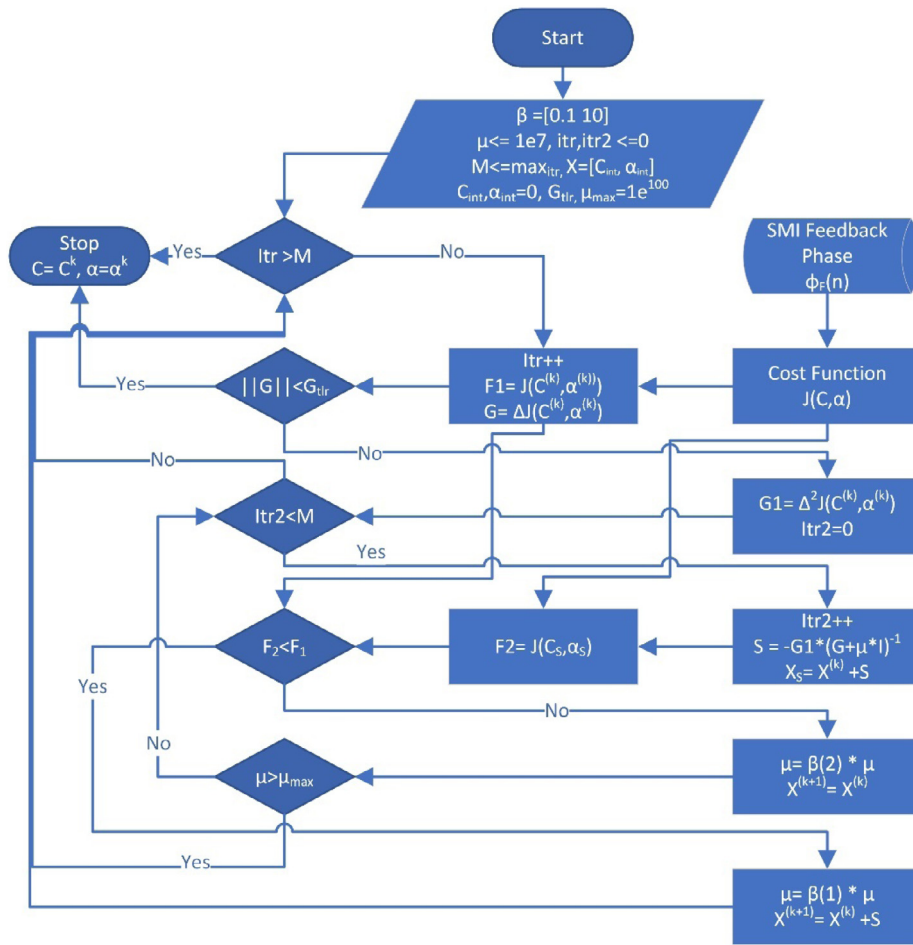 Start
β =[0.1 10]
μ<= 1e7, itr,itr2 <=0
M<=max_itr, X=[C_int, α_int]
C_int,α_int=0, G_tlr, μ_max=1e^100
Stop
C= C^k, α=α^k
Yes
Itr >M
No
SMI Feedback
Phase
ϕ_F(n)
Yes
||G||<G_tlr
Itr++
F1= J(C^(k),α^(k))
G= ΔJ(C^(k),α^(k))
Cost Function
J(C,α)
No
No
Itr2<M
G1= Δ^2J(C^(k),α^(k))
Itr2=0
Yes
F_2<F_1
F2= J(C_S,α_S)
Itr2++
S = -G1*(G+μ*I)^-1
X_S= X^(k) +S
Yes
No
No
μ>μ_max
μ= β(2) * μ
X^(k+1)= X^(k)
Yes
μ= β(1) * μ
X^(k+1)= X^(k) +S